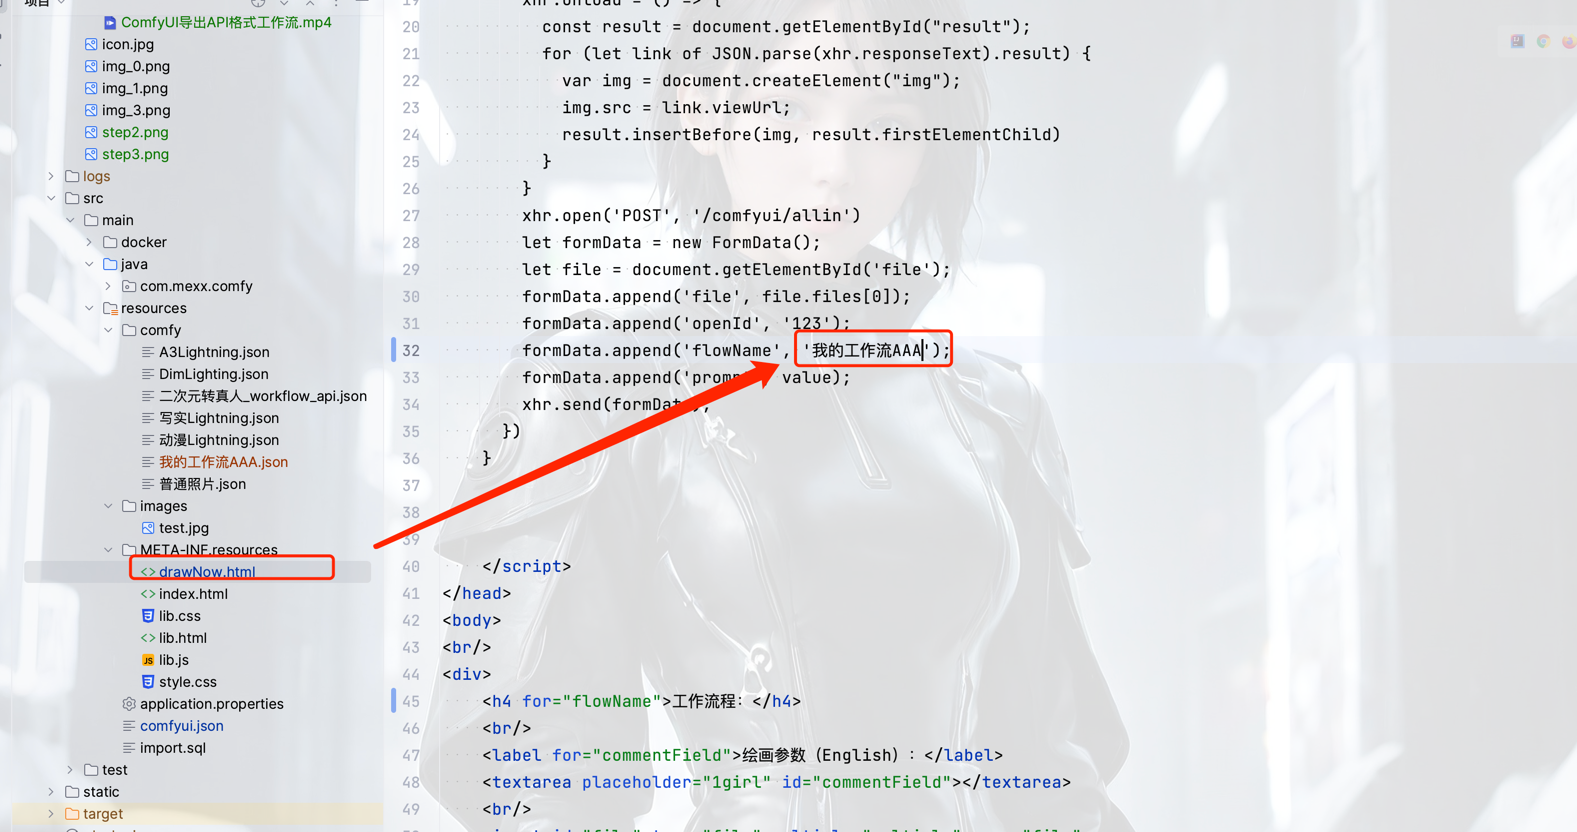 项目
ComfyUI导出API格式工作流.mp4
icon.jpg
img_0.png
img_1.png
img_3.png
step2.png
step3.png
logs
src
main
docker
java
com.mexx.comfy
resources
comfy
A3Lightning.json
DimLighting.json
二次元转真人_workflow_api.json
写实Lightning.json
动漫Lightning.json
我的工作流AAA.json
普通照片.json
images
test.jpg
META-INF.resources
drawNow.html
index.html
lib.css
lib.html
JS lib.js
style.css
application.properties
comfyui.json
import.sql
test
static
target
19 xhr.onload = () => {
20 const result = document.getElementById("result");
21 for (let link of JSON.parse(xhr.responseText).result) {
22 var img = document.createElement("img");
23 img.src = link.viewUrl;
24 result.insertBefore(img, result.firstElementChild)
25 }
26 }
27 xhr.open('POST', '/comfyui/allin')
28 let formData = new FormData();
29 let file = document.getElementById('file');
30 formData.append('file', file.files[0]);
31 formData.append('openId', '123');
32 formData.append('flowName', '我的工作流AAA');
33 formData.append('prom value);
34 xhr.send(formDat ;
35 })
36 }
37
38
39
40 </script>
41 </head>
42 <body>
43 <br/>
44 <div>
45 <h4 for="flowName">工作流程：</h4>
46 <br/>
47 <label for="commentField">绘画参数（English）：</label>
48 <textarea placeholder="1girl" id="commentField"></textarea>
49 <br/>